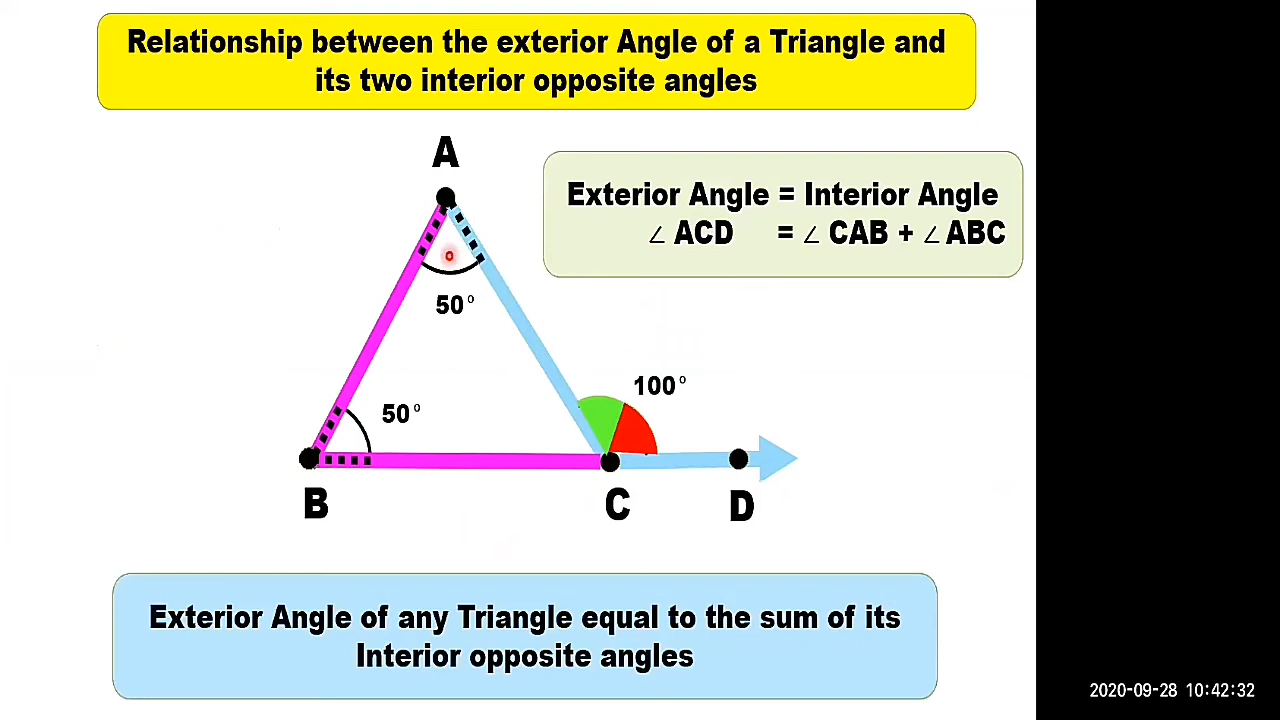 Relationship between the exterior Angle of a Triangle and
its two interior opposite angles
A
Exterior Angle = Interior Angle
∠ ACD = ∠ CAB + ∠ ABC
50°
100°
50°
B C D
Exterior Angle of any Triangle equal to the sum of its
Interior opposite angles
2020-09-28 10:42:32